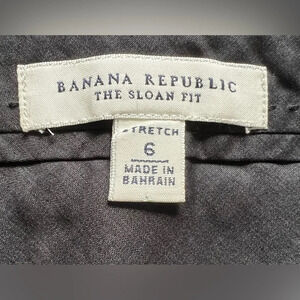 BANANA REPUBLIC
THE SLOAN FIT
STRETCH
6
MADE IN
BAHRAIN